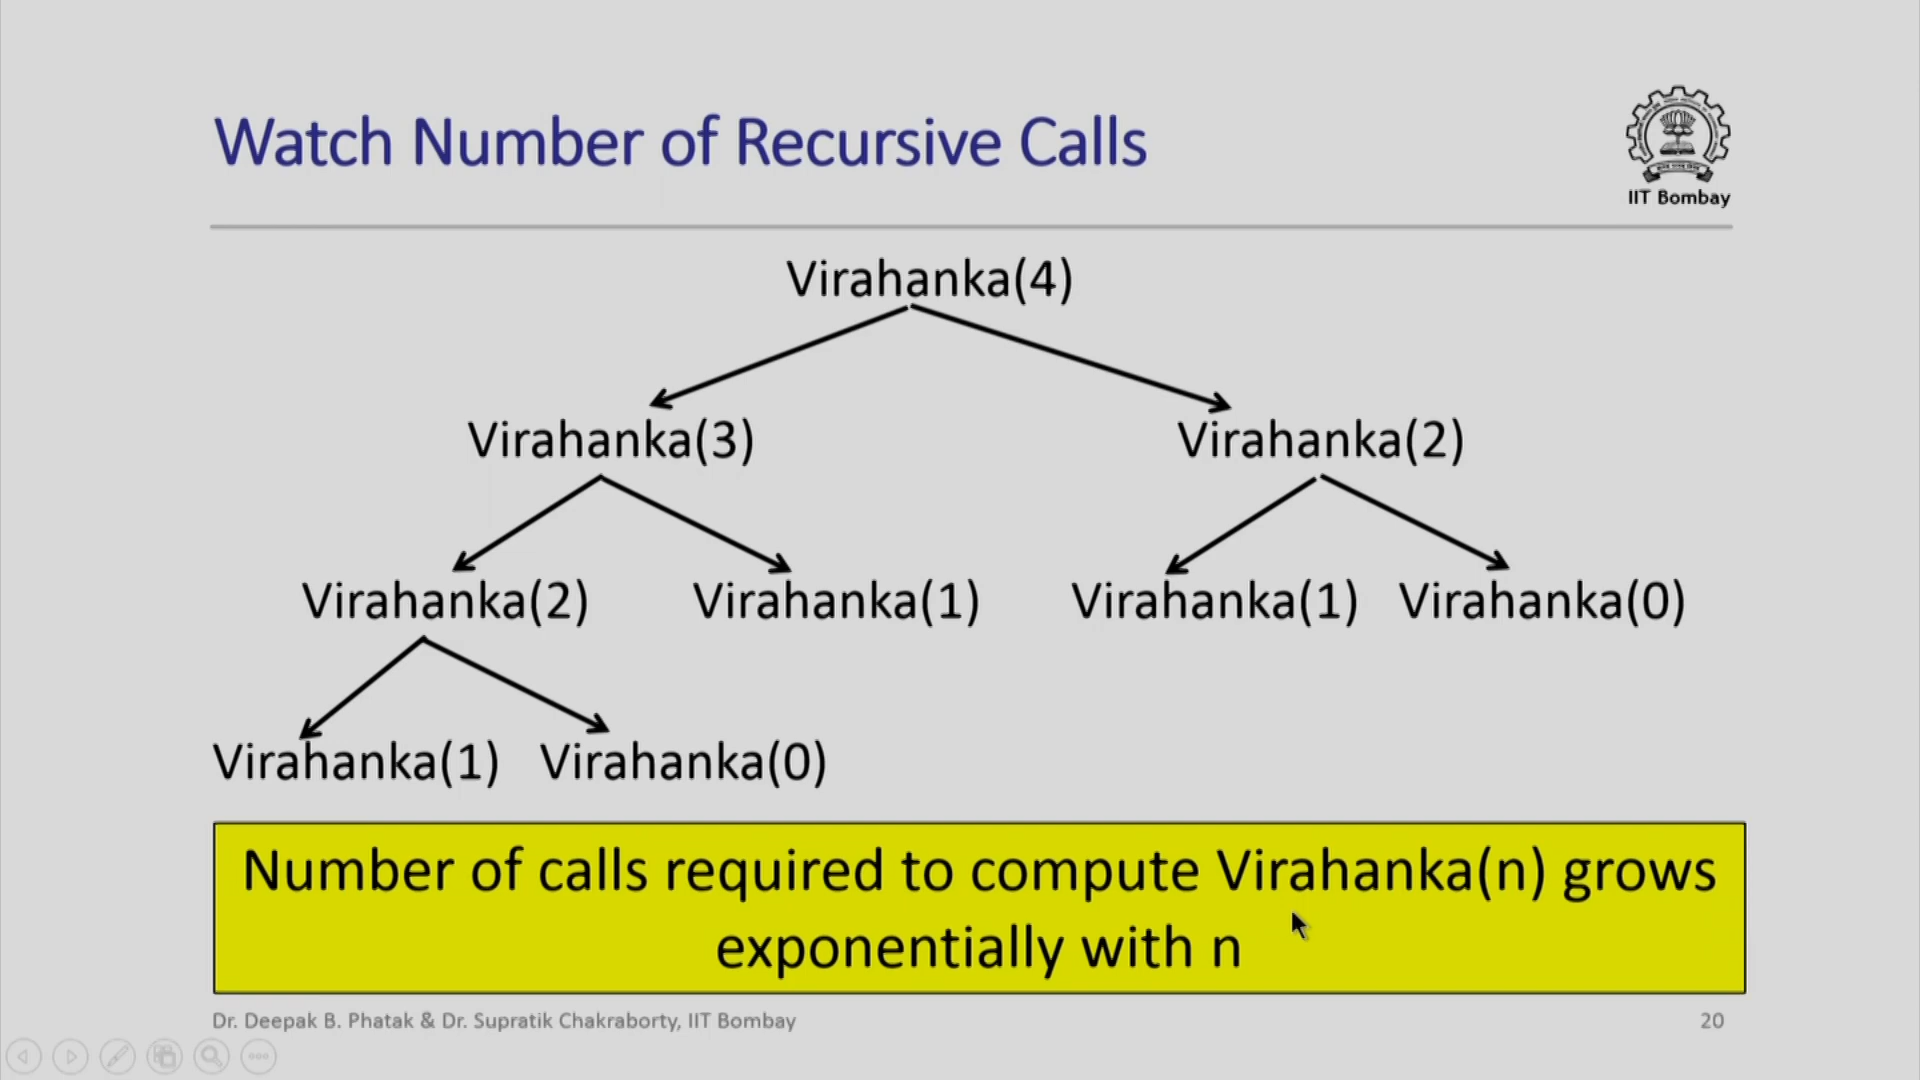 Watch Number of Recursive Calls
IIT Bombay
Virahanka(4)
Virahanka(3) Virahanka(2)
Virahanka(2) Virahanka(1) Virahanka(1) Virahanka(0)
Virahanka(1) Virahanka(0)
Number of calls required to compute Virahanka(n) grows
exponentially with n
Dr. Deepak B. Phatak & Dr. Supratik Chakraborty, IIT Bombay 20